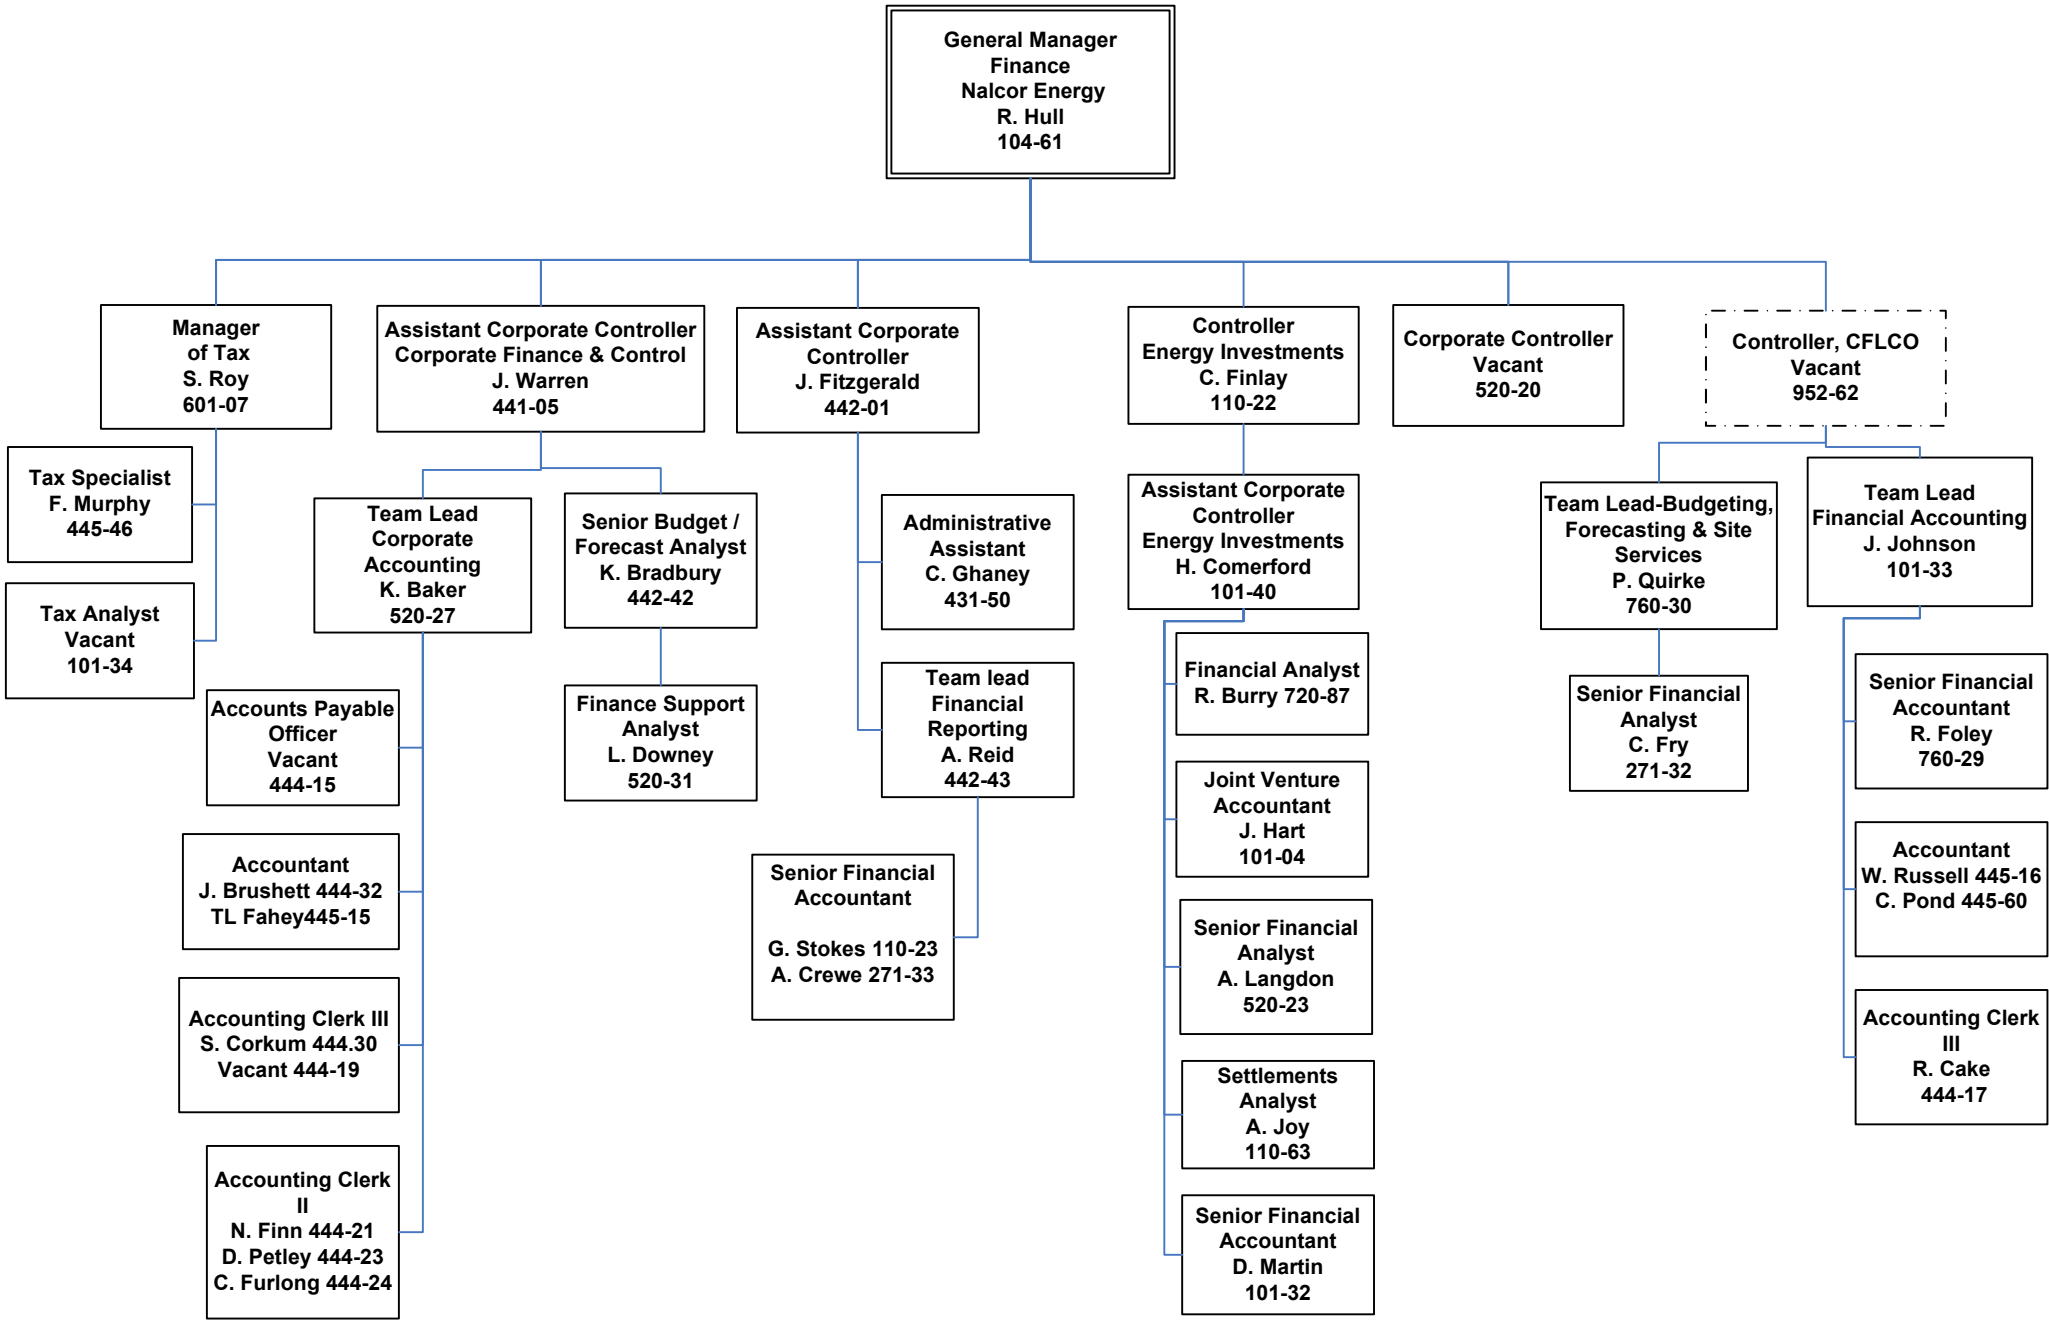 General Manager
Finance
Nalcor Energy
R. Hull
104-61
Manager
of Tax
S. Roy
601-07
Assistant Corporate Controller
Corporate Finance & Control
J. Warren
441-05
Assistant Corporate
Controller
J. Fitzgerald
442-01
Controller
Energy Investments
C. Finlay
110-22
Corporate Controller
Vacant
520-20
Controller, CFLCO
Vacant
952-62
Tax Specialist
F. Murphy
445-46
Tax Analyst
Vacant
101-34
Team Lead
Corporate
Accounting
K. Baker
520-27
Senior Budget /
Forecast Analyst
K. Bradbury
442-42
Administrative
Assistant
C. Ghaney
431-50
Assistant Corporate
Controller
Energy Investments
H. Comerford
101-40
Team Lead-Budgeting,
Forecasting & Site
Services
P. Quirke
760-30
Team Lead
Financial Accounting
J. Johnson
101-33
Accounts Payable
Officer
Vacant
444-15
Accountant
J. Brushett 444-32
TL Fahey445-15
Accounting Clerk III
S. Corkum 444.30
Vacant 444-19
Accounting Clerk
II
N. Finn 444-21
D. Petley 444-23
C. Furlong 444-24
Finance Support
Analyst
L. Downey
520-31
Team lead
Financial
Reporting
A. Reid
442-43
Senior Financial
Accountant
G. Stokes 110-23
A. Crewe 271-33
Financial Analyst
R. Burry 720-87
Joint Venture
Accountant
J. Hart
101-04
Senior Financial
Analyst
A. Langdon
520-23
Settlements
Analyst
A. Joy
110-63
Senior Financial
Accountant
D. Martin
101-32
Senior Financial
Analyst
C. Fry
271-32
Senior Financial
Accountant
R. Foley
760-29
Accountant
W. Russell 445-16
C. Pond 445-60
Accounting Clerk
III
R. Cake
444-17